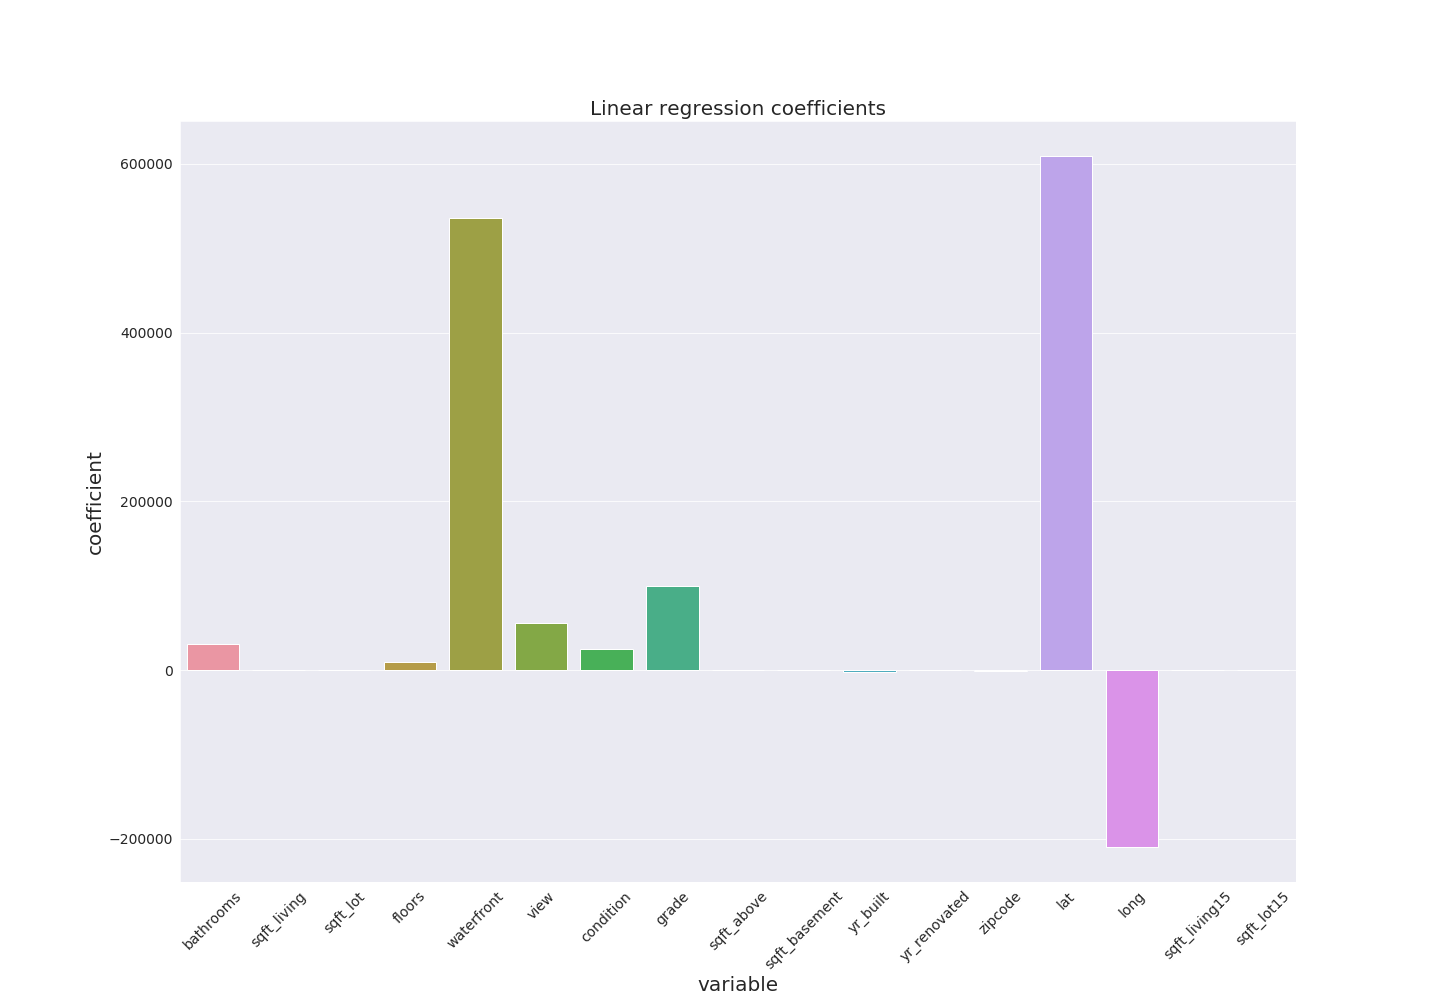 Linear regression coefficients
600000
400000
200000
0
−200000
coefficient
bathrooms
sqft_living
sqft_lot
floors
waterfront
view
condition
grade
sqft_above
sqft_basement
yr_built
yr_renovated
zipcode
lat
long
sqft_living15
sqft_lot15
variable